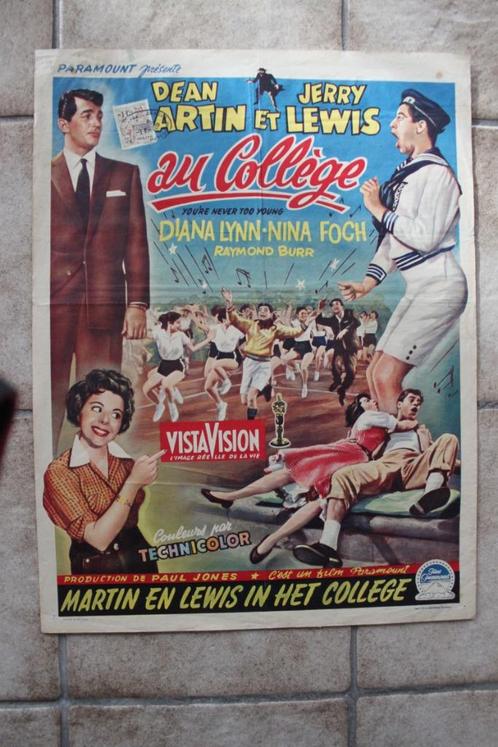 PARAMOUNT présente
DEAN JERRY
ARTIN ET LEWIS
au Collège
YOU'RE NEVER TOO YOUNG
DIANA LYNN-NINA FOCH
RAYMOND BURR
VISTAVISION
L'IMAGE RÉELLE DE LA VIE
Couleurs par
TECHNICOLOR
PRODUCTION DE PAUL JONES ★ C'est un film Paramount
MARTIN EN LEWIS IN HET COLLEGE